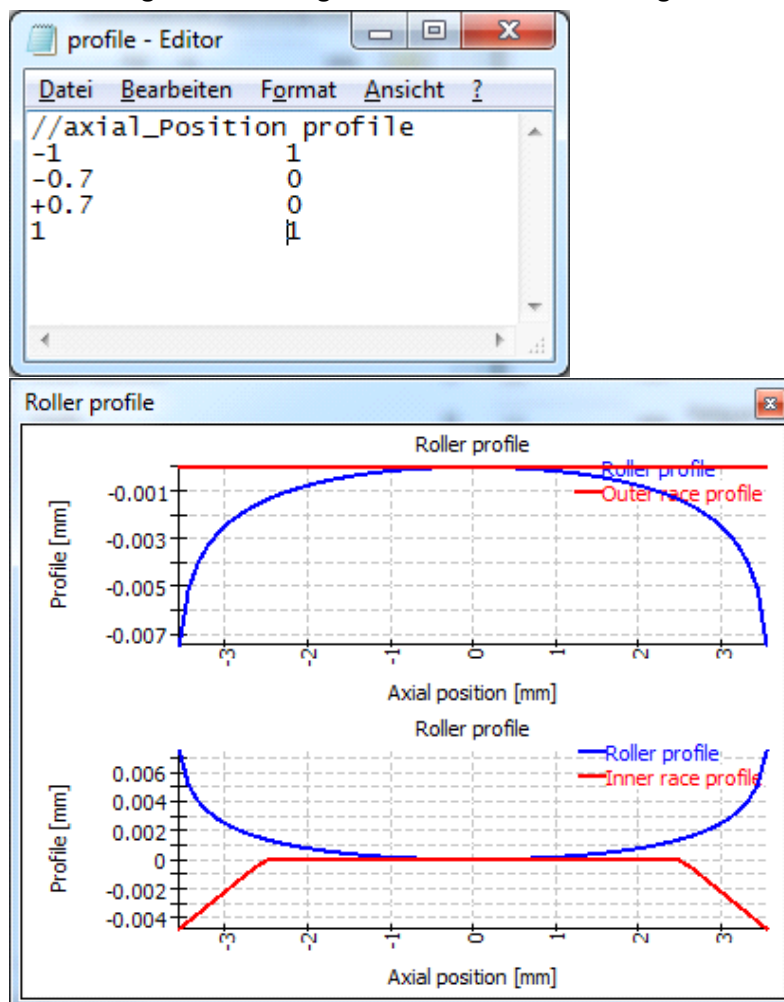 profile - Editor
Datei Bearbeiten Format Ansicht ?
//axial_Position profile
-1 1
-0.7 0
+0.7 0
1 1
Roller profile
Roller profile
Roller profile
Outer race profile
Profile [mm]
-0.001
-0.003
-0.005
-0.007
-3 -2 -1 0 1 2 3
Axial position [mm]
Roller profile
Roller profile
Inner race profile
Profile [mm]
0.006
0.004
0.002
0
-0.002
-0.004
-3 -2 -1 0 1 2 3
Axial position [mm]